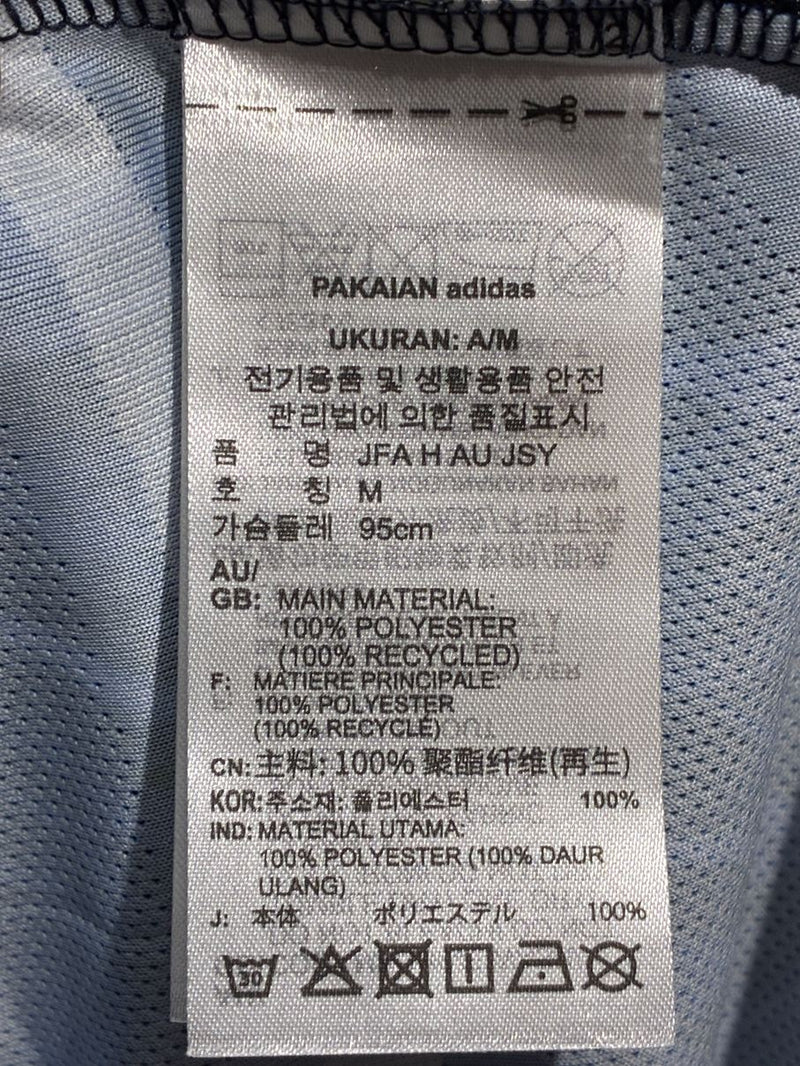 PAKAIAN adidas
UKURAN: A/M
전기용품 및 생활용품 안전
관리법에 의한 품질표시
품 명 JFA H AU JSY
호 칭 M
가슴둘레 95cm
AU/
GB: MAIN MATERIAL:
100% POLYESTER
(100% RECYCLED)
F: MATIERE PRINCIPALE:
100% POLYESTER
(100% RECYCLÉ)
CN: 主料: 100% 聚酯纤维(再生)
KOR: 주소재: 폴리에스터 100%
IND: MATERIAL UTAMA:
100% POLYESTER (100% DAUR
ULANG)
J: 本体 ポリエステル 100%
30